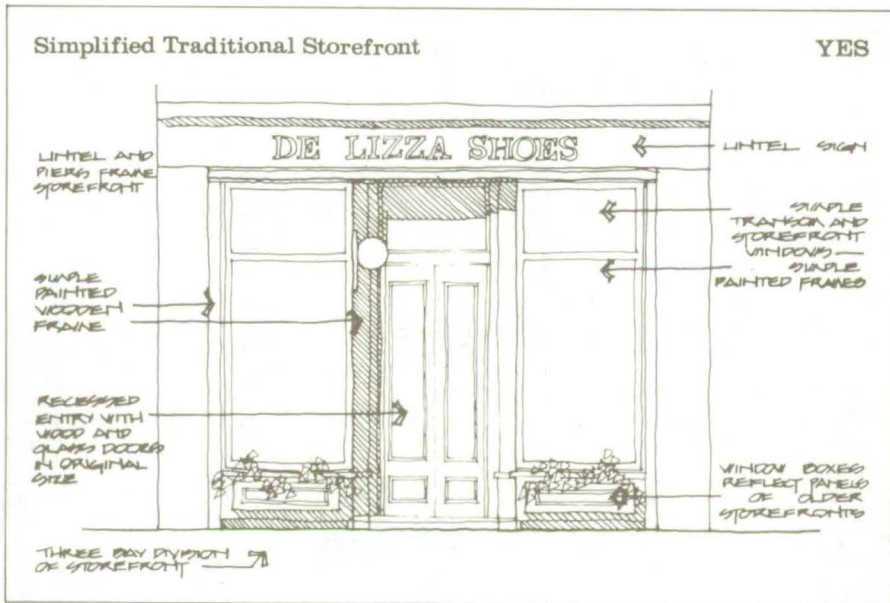 Simplified Traditional Storefront
YES
DE LIZZA SHOES
LINTEL AND
PIERS FRAME
STOREFRONT
LINTEL SIGN
SIMPLE
TRANSOM AND
STOREFRONT
WINDOWS—
SIMPLE
PAINTED FRAMES
SIMPLE
PAINTED
WOODEN
FRAME
RECESSED
ENTRY WITH
WOOD AND
GLASS DOORS
IN ORIGINAL
SIZE
WINDOW BOXES
REFLECT PANELS
OF OLDER
STOREFRONTS
THREE BAY DIVISION
OF STOREFRONT